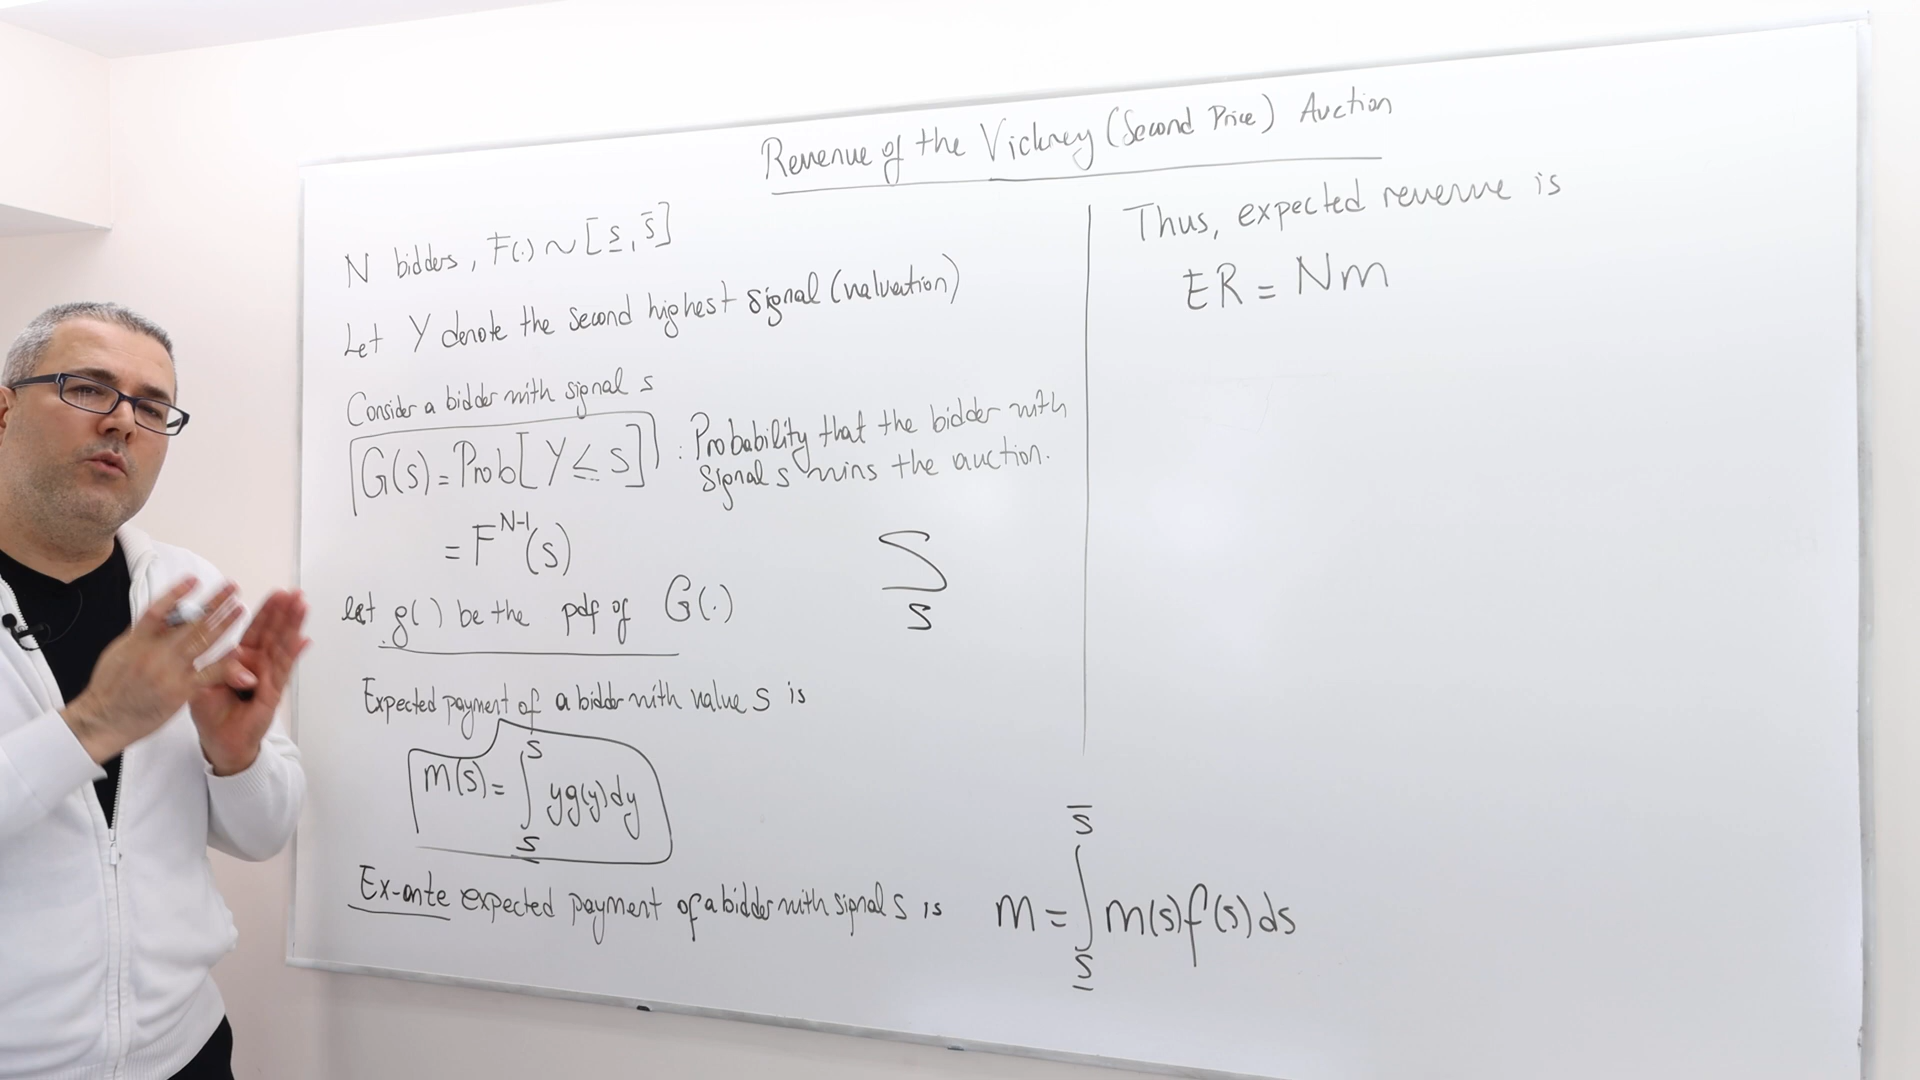 Revenue of the Vickrey (Second Price) Auction
N bidders, F(.) ~ [s̲, s̄]
Let Y denote the second highest signal (valuation)
Consider a bidder with signal s
G(s) = Prob[Y ≤ s] : Probability that the bidder with
signal s wins the auction.
= F^{N-1}(s)
let g() be the pdf of G(.)
S
s
Expected payment of a bidder with value s is
m(s) = ∫_{s̲}^{s} y g(y) dy
Ex-ante expected payment of a bidder with signal s is m = ∫_{s̲}^{s̄} m(s) f(s) ds
Thus, expected revenue is
ER = Nm